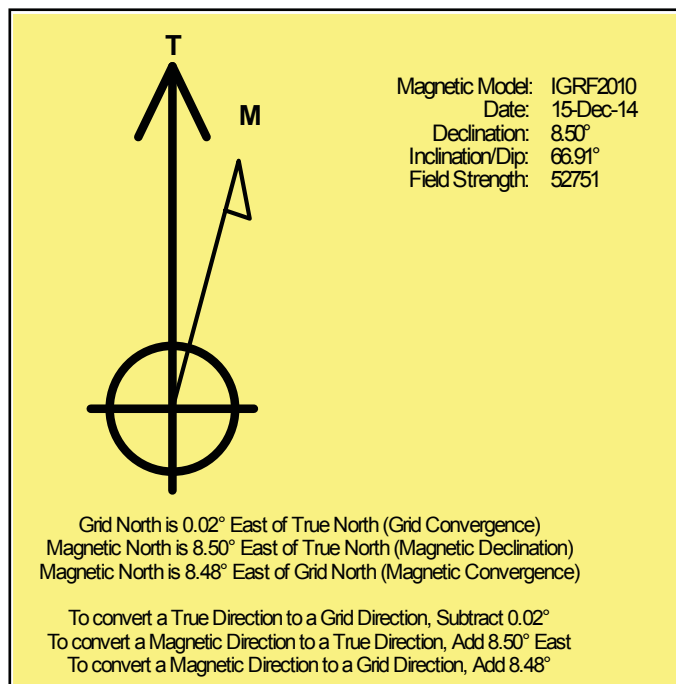 T
M
Magnetic Model: IGRF2010
Date: 15-Dec-14
Declination: 8.50°
Inclination/Dip: 66.91°
Field Strength: 52751
Grid North is 0.02° East of True North (Grid Convergence)
Magnetic North is 8.50° East of True North (Magnetic Declination)
Magnetic North is 8.48° East of Grid North (Magnetic Convergence)
To convert a True Direction to a Grid Direction, Subtract 0.02°
To convert a Magnetic Direction to a True Direction, Add 8.50° East
To convert a Magnetic Direction to a Grid Direction, Add 8.48°